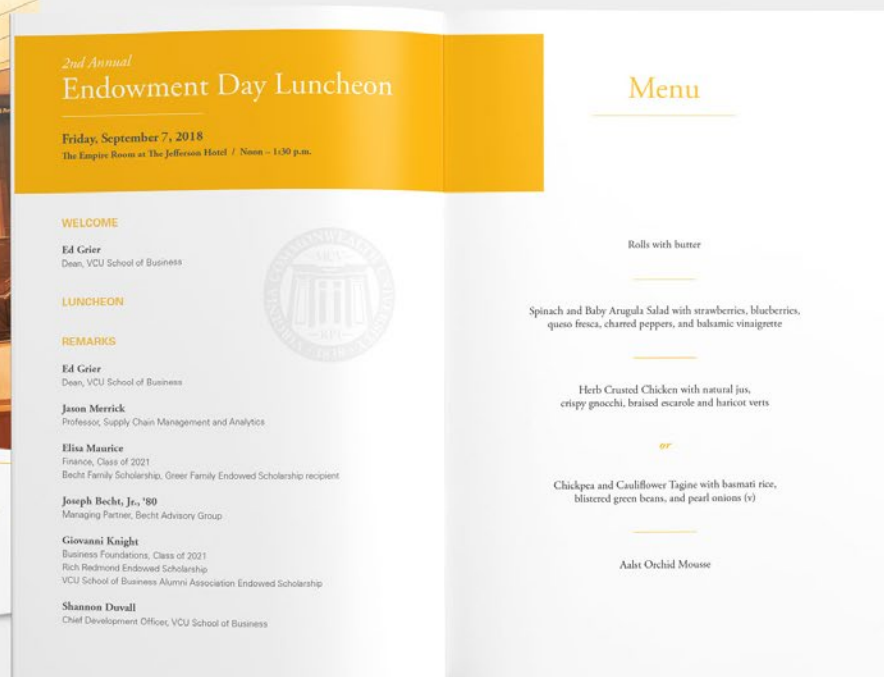 2nd Annual
Endowment Day Luncheon
Friday, September 7, 2018
The Empire Room at The Jefferson Hotel / Noon – 1:30 p.m.
WELCOME
Ed Grier
Dean, VCU School of Business
LUNCHEON
REMARKS
Ed Grier
Dean, VCU School of Business
Jason Merrick
Professor, Supply Chain Management and Analytics
Elisa Maurice
Finance, Class of 2021
Becht Family Scholarship, Greer Family Endowed Scholarship recipient
Joseph Becht, Jr., '80
Managing Partner, Becht Advisory Group
Giovanni Knight
Business Foundations, Class of 2021
Rich Redmond Endowed Scholarship
VCU School of Business Alumni Association Endowed Scholarship
Shannon Duvall
Chief Development Officer, VCU School of Business
Menu
Rolls with butter
Spinach and Baby Arugula Salad with strawberries, blueberries,
queso fresca, charred peppers, and balsamic vinaigrette
Herb Crusted Chicken with natural jus,
crispy gnocchi, braised escarole and haricot verts
or
Chickpea and Cauliflower Tagine with basmati rice,
blistered green beans, and pearl onions (v)
Aalst Orchid Mousse